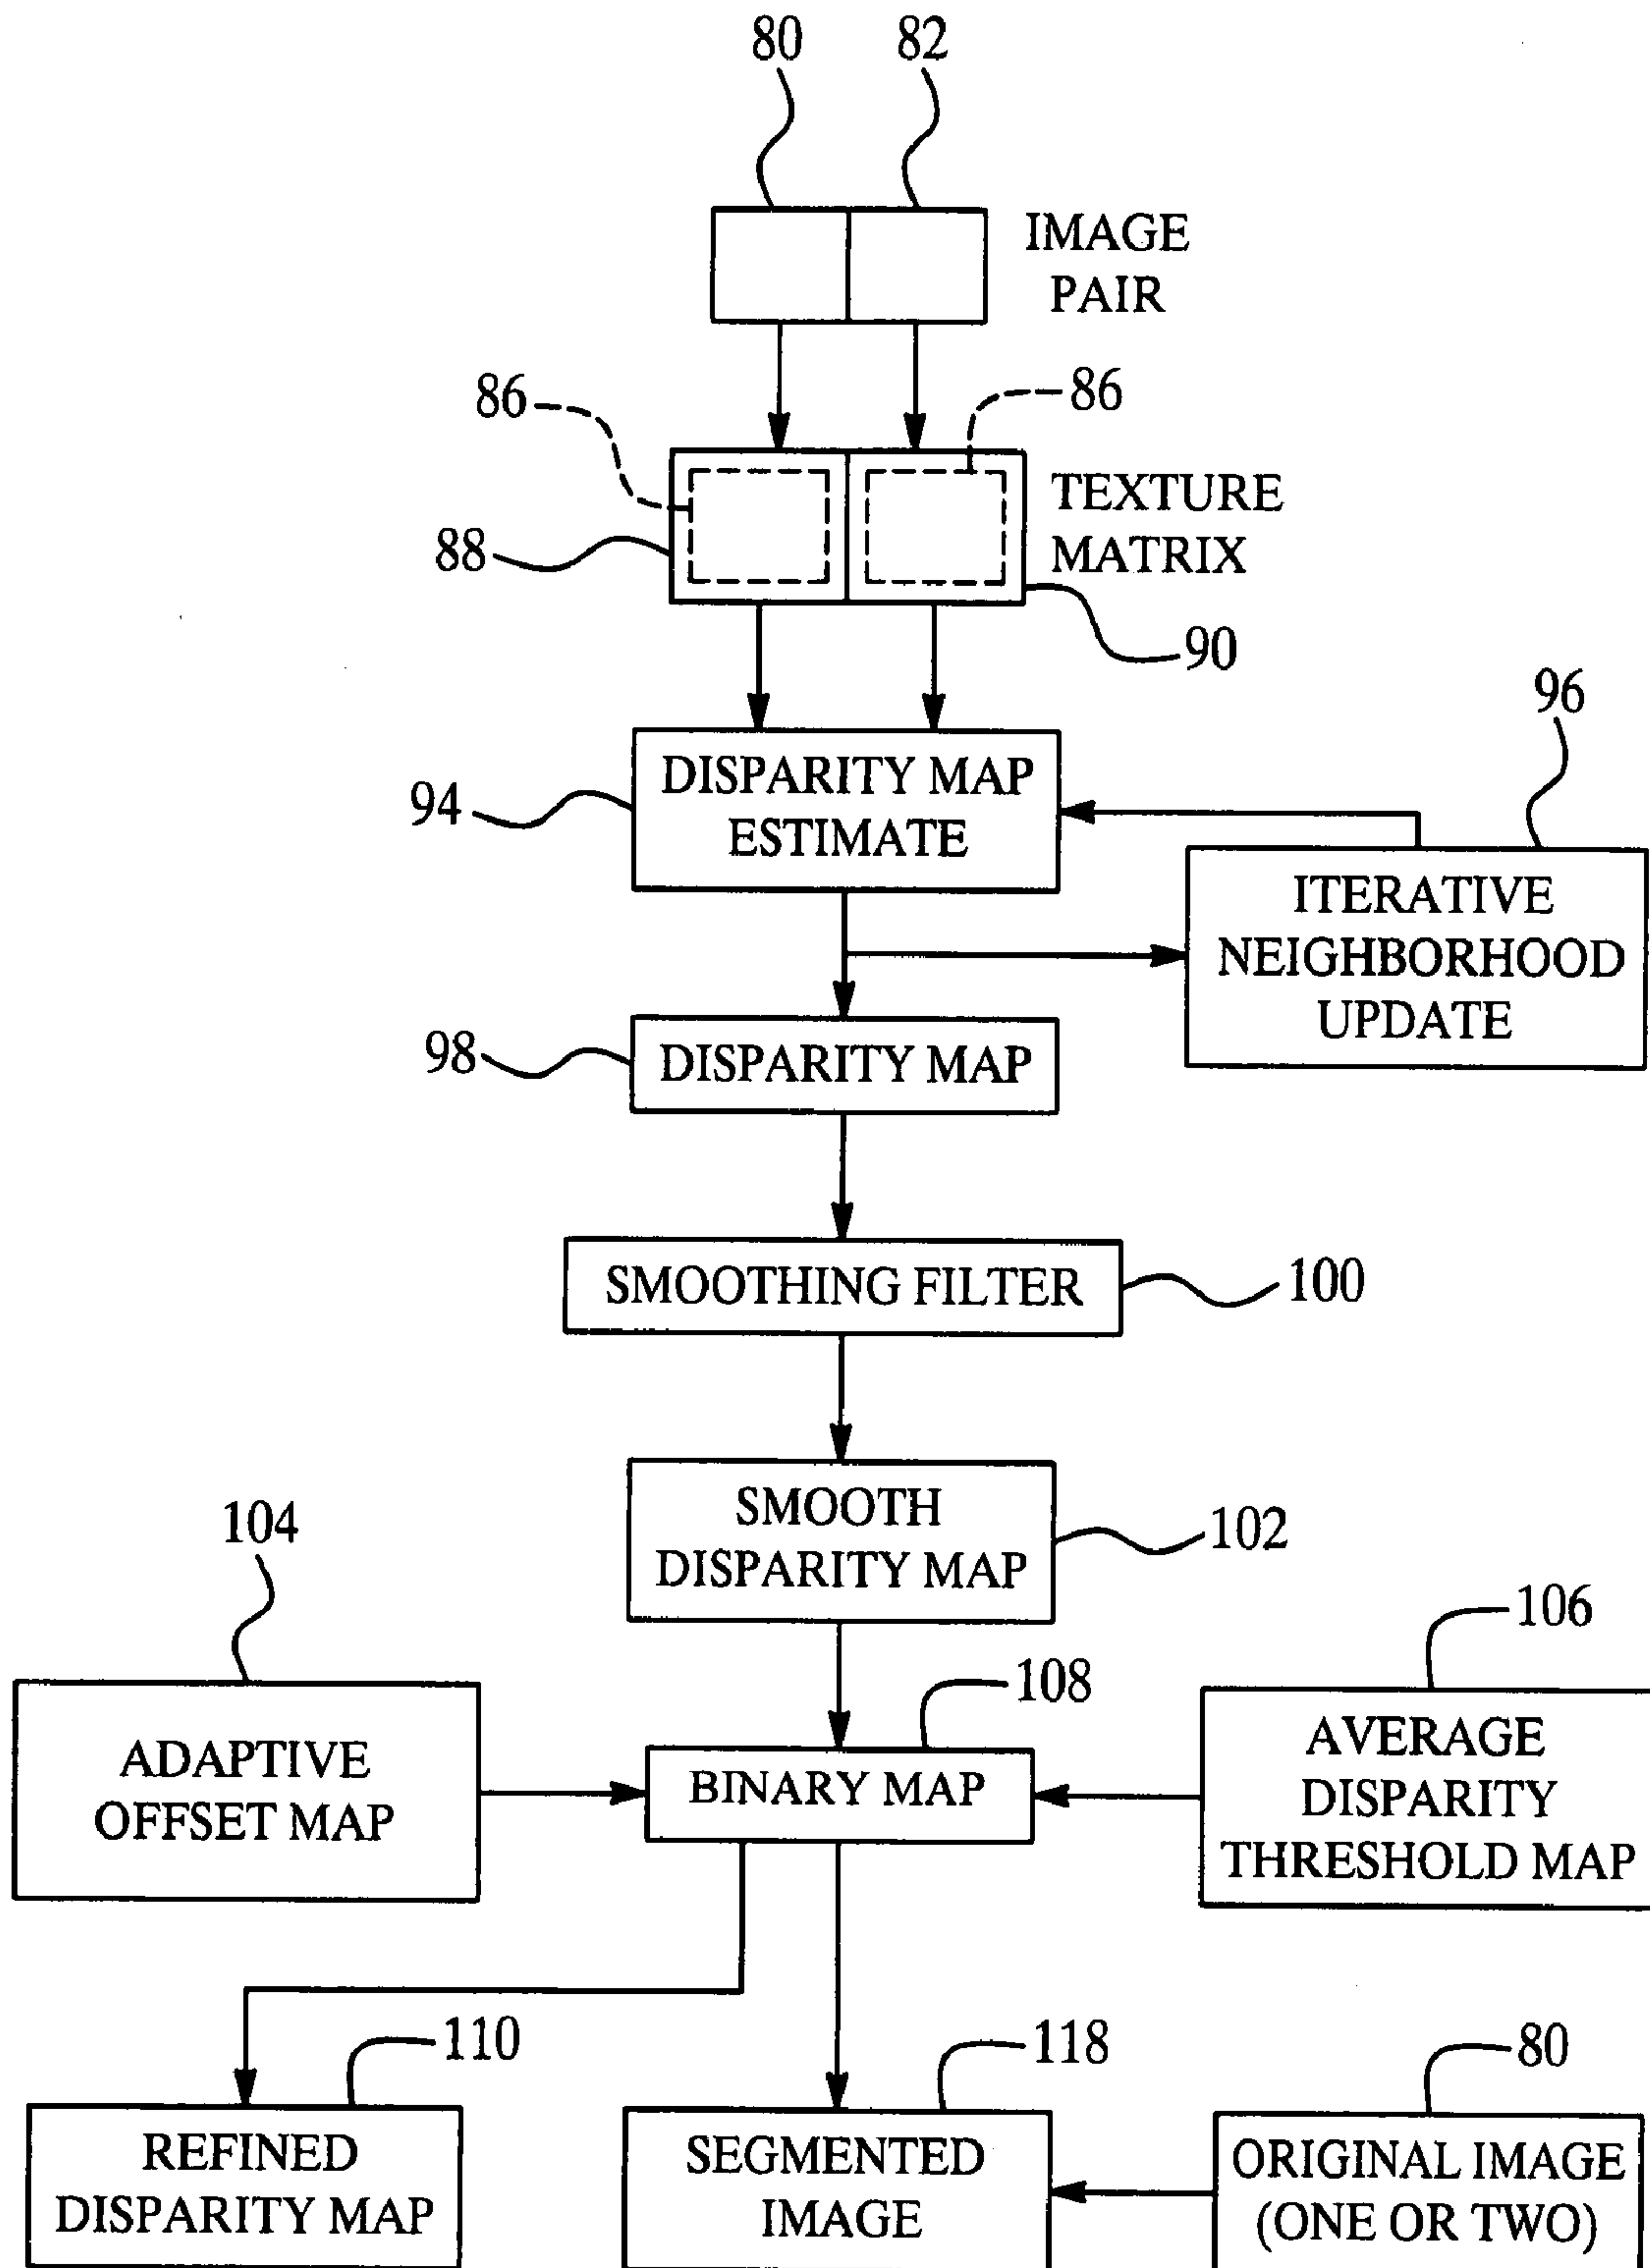 80
82
IMAGE
PAIR
86
86
TEXTURE
MATRIX
88
90
96
DISPARITY MAP
ESTIMATE
94
ITERATIVE
NEIGHBORHOOD
UPDATE
98
DISPARITY MAP
SMOOTHING FILTER
100
104
SMOOTH
DISPARITY MAP
102
106
108
ADAPTIVE
OFFSET MAP
BINARY MAP
AVERAGE
DISPARITY
THRESHOLD MAP
110
118
80
REFINED
DISPARITY MAP
SEGMENTED
IMAGE
ORIGINAL IMAGE
(ONE OR TWO)